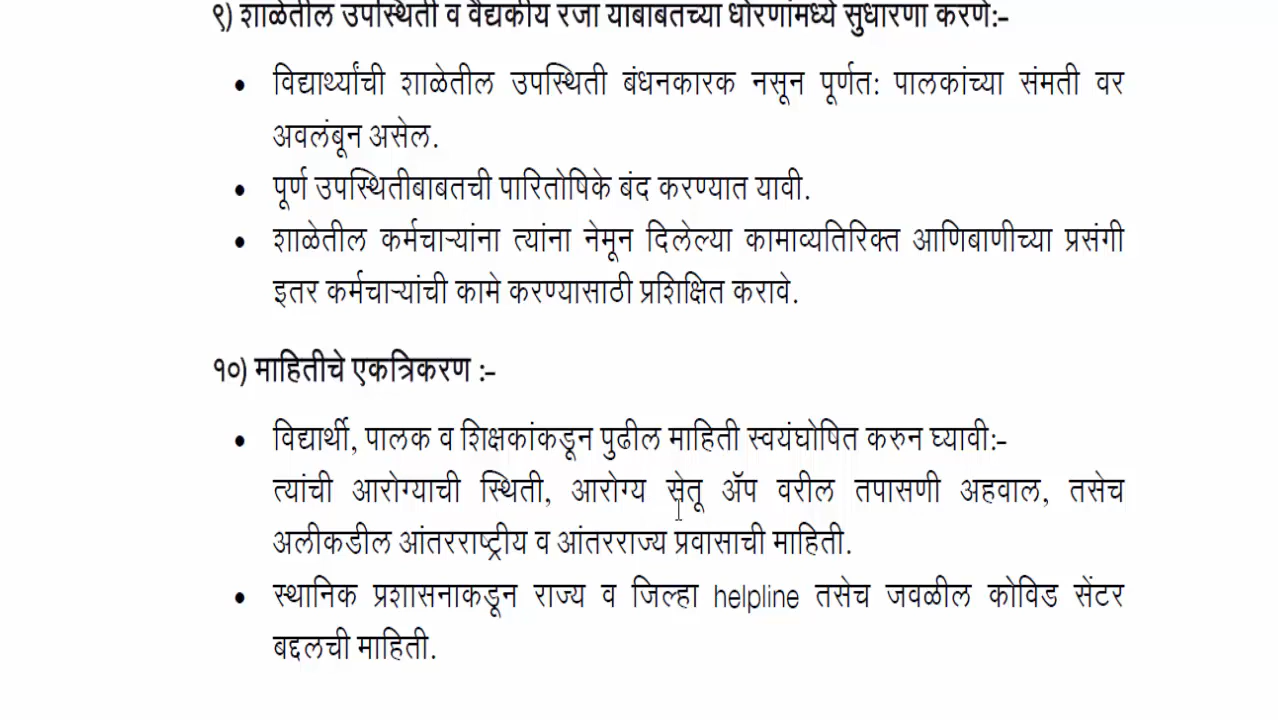 ९) शाळेतील उपस्थिती व वैद्यकीय रजा याबाबतच्या धोरणांमध्ये सुधारणा करणे:-
• विद्यार्थ्यांची शाळेतील उपस्थिती बंधनकारक नसून पूर्णत: पालकांच्या संमती वर
अवलंबून असेल.
• पूर्ण उपस्थितीबाबतची पारितोषिके बंद करण्यात यावी.
• शाळेतील कर्मचाऱ्यांना त्यांना नेमून दिलेल्या कामाव्यतिरिक्त आणिबाणीच्या प्रसंगी
इतर कर्मचाऱ्यांची कामे करण्यासाठी प्रशिक्षित करावे.
१०) माहितीचे एकत्रिकरण :-
• विद्यार्थी, पालक व शिक्षकांकडून पुढील माहिती स्वयंघोषित करुन घ्यावी:-
त्यांची आरोग्याची स्थिती, आरोग्य सेतू ॲप वरील तपासणी अहवाल, तसेच
अलीकडील आंतरराष्ट्रीय व आंतरराज्य प्रवासाची माहिती.
• स्थानिक प्रशासनाकडून राज्य व जिल्हा helpline तसेच जवळील कोविड सेंटर
बद्दलची माहिती.